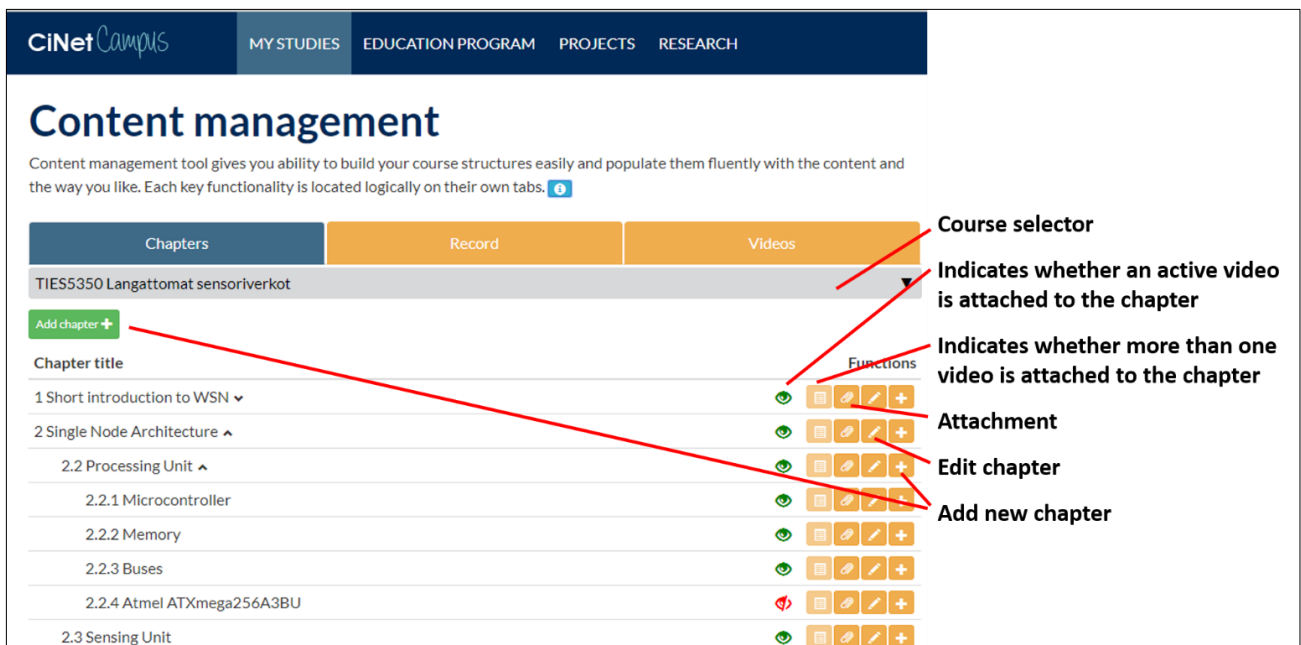 CiNet Campus MY STUDIES EDUCATION PROGRAM PROJECTS RESEARCH
Content management
Content management tool gives you ability to build your course structures easily and populate them fluently with the content and
the way you like. Each key functionality is located logically on their own tabs.
Chapters Record Videos
TIES5350 Langattomat sensoriverkot
Add chapter
Chapter title Functions
1 Short introduction to WSN
2 Single Node Architecture
2.2 Processing Unit
2.2.1 Microcontroller
2.2.2 Memory
2.2.3 Buses
2.2.4 Atmel ATXmega256A3BU
2.3 Sensing Unit
Course selector
Indicates whether an active video
is attached to the chapter
Indicates whether more than one
video is attached to the chapter
Attachment
Edit chapter
Add new chapter